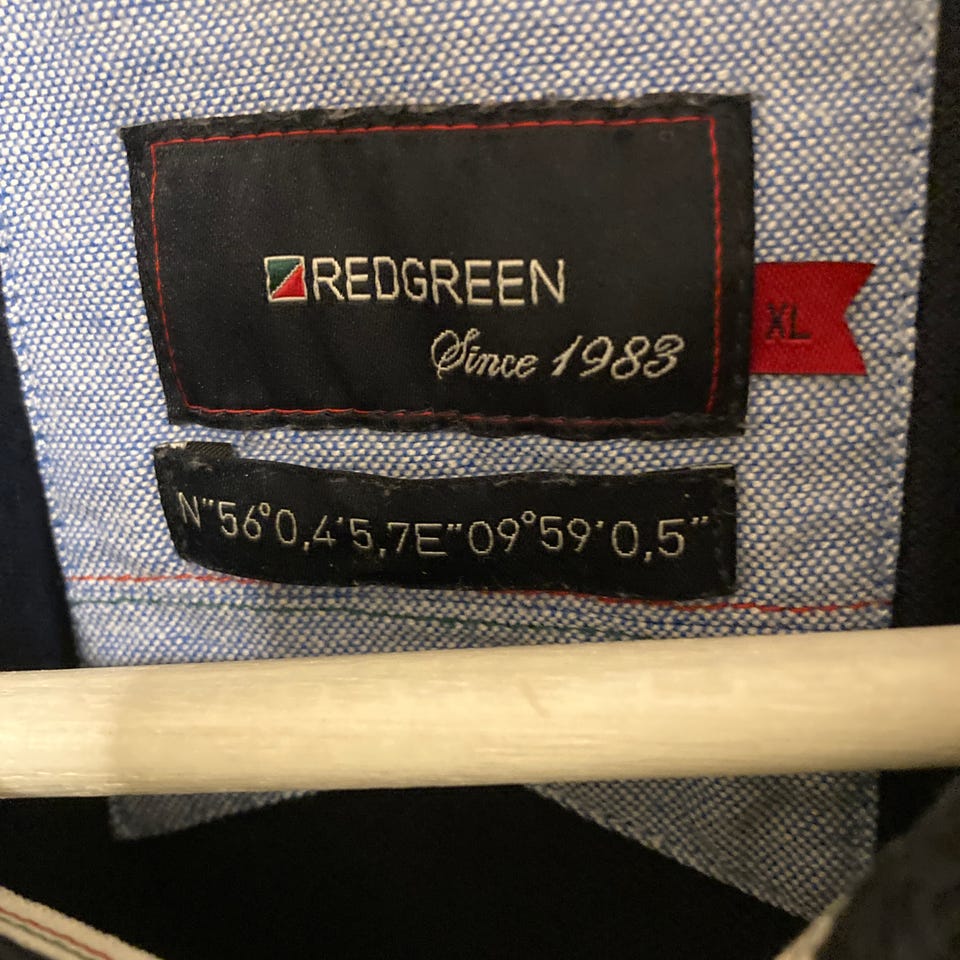 REDGREEN
Since 1983
XL
N"56°0,4'5,7E"09°59'0,5"